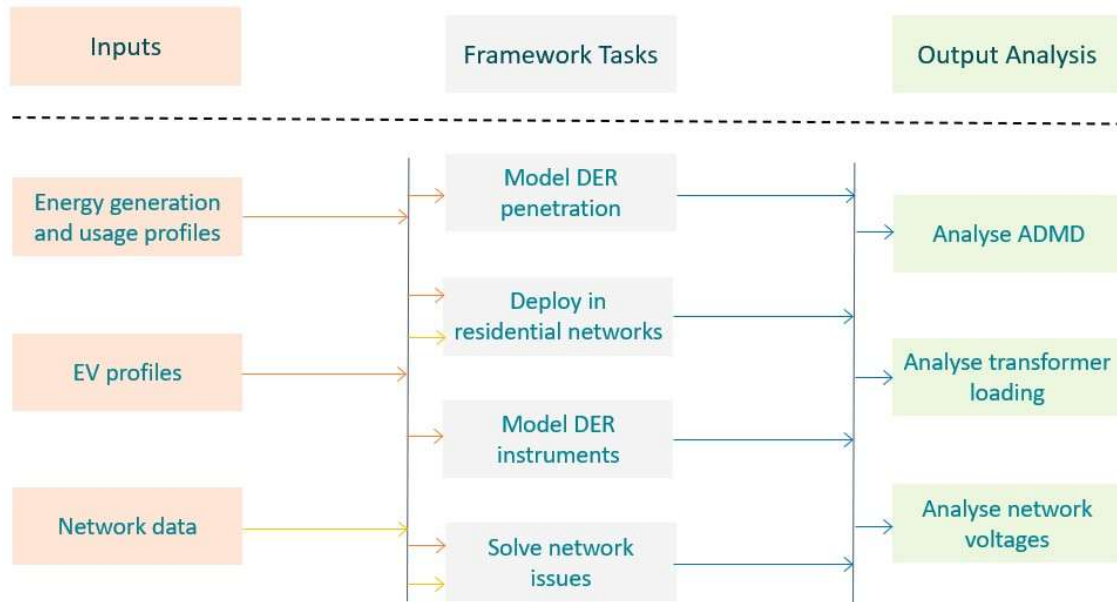 Inputs
Framework Tasks
Output Analysis
Energy generation
and usage profiles
EV profiles
Network data
Model DER
penetration
Deploy in
residential networks
Model DER
instruments
Solve network
issues
Analyse ADMD
Analyse transformer
loading
Analyse network
voltages